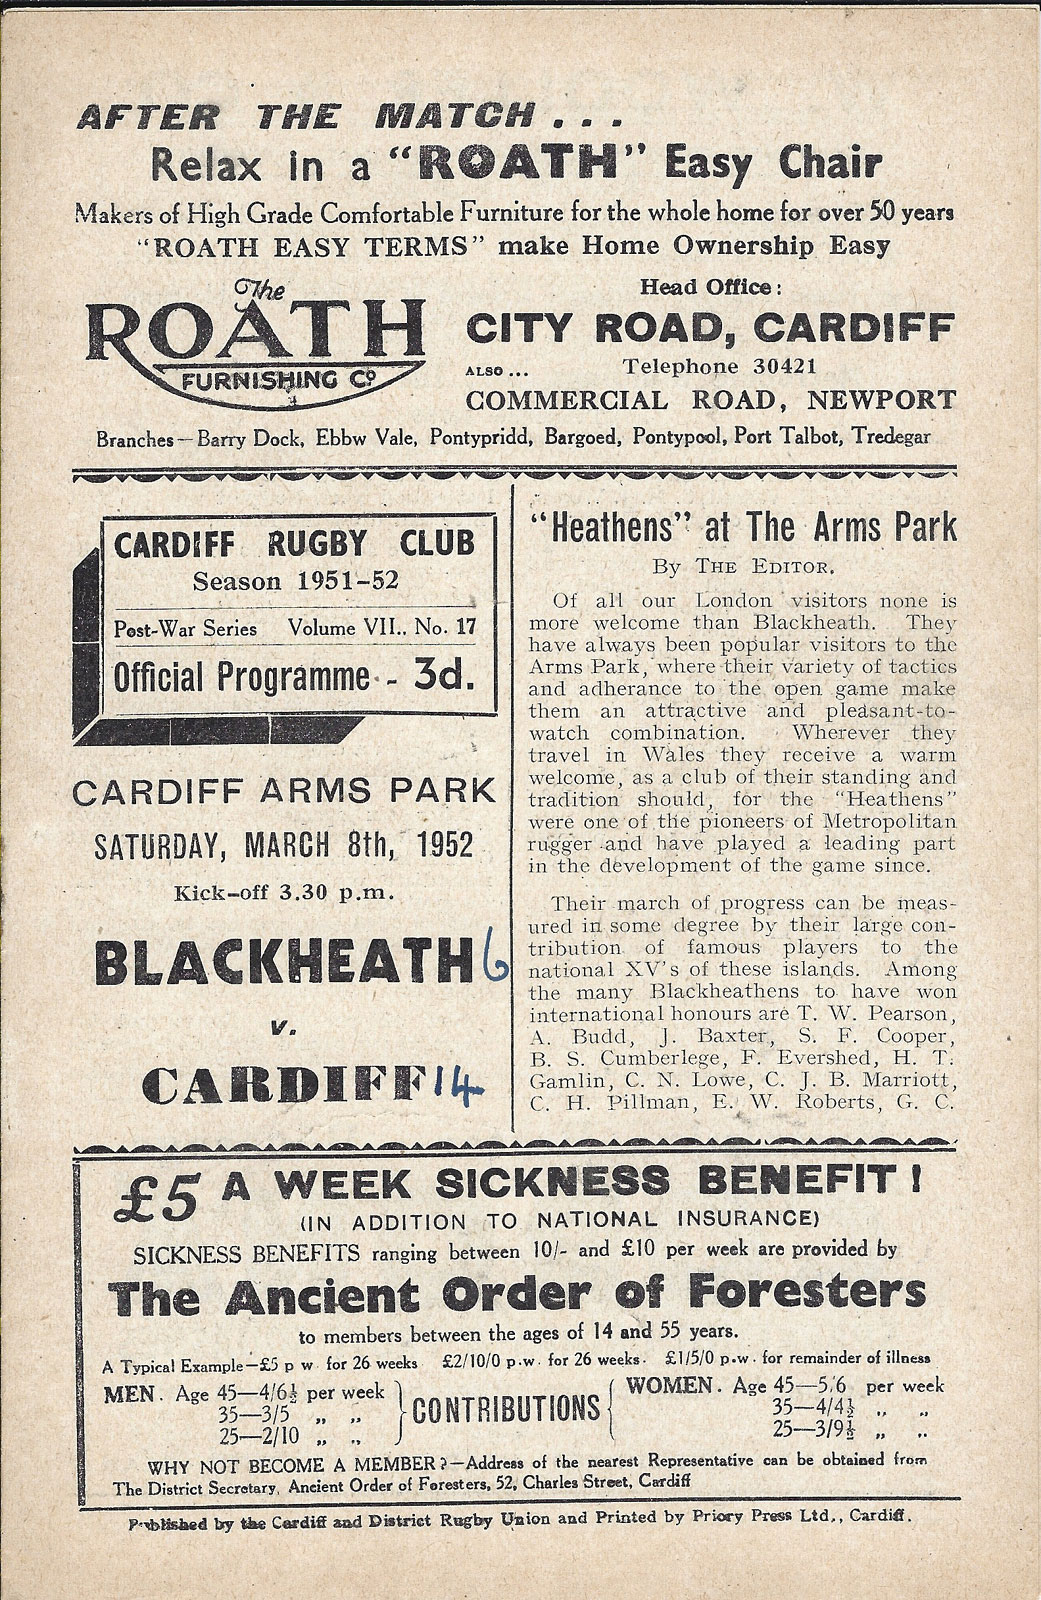 AFTER THE MATCH . . .
Relax in a "ROATH" Easy Chair
Makers of High Grade Comfortable Furniture for the whole home for over 50 years
"ROATH EASY TERMS" make Home Ownership Easy
The
ROATH
FURNISHING Co
Head Office:
CITY ROAD, CARDIFF
ALSO ... Telephone 30421
COMMERCIAL ROAD, NEWPORT
Branches—Barry Dock, Ebbw Vale, Pontypridd, Bargoed, Pontypool, Port Talbot, Tredegar
CARDIFF RUGBY CLUB
Season 1951-52
Post-War Series Volume VII., No. 17
Official Programme - 3d.
CARDIFF ARMS PARK
SATURDAY, MARCH 8th, 1952
Kick-off 3.30 p.m.
BLACKHEATH 6
v.
CARDIFF 14
"Heathens" at The Arms Park
By THE EDITOR.
Of all our London visitors none is
more welcome than Blackheath. They
have always been popular visitors to the
Arms Park, where their variety of tactics
and adherance to the open game make
them an attractive and pleasant-to-
watch combination. Wherever they
travel in Wales they receive a warm
welcome, as a club of their standing and
tradition should, for the "Heathens"
were one of the pioneers of Metropolitan
rugger and have played a leading part
in the development of the game since.
Their march of progress can be meas-
ured in some degree by their large con-
tribution of famous players to the
national XV's of these islands. Among
the many Blackheathens to have won
international honours are T. W. Pearson,
A. Budd, J. Baxter, S. F. Cooper,
B. S. Cumberlege, F. Evershed, H. T.
Gamlin, C. N. Lowe, C. J. B. Marriott,
C. H. Pillman, E. W. Roberts, G. C.
£5 A WEEK SICKNESS BENEFIT!
(IN ADDITION TO NATIONAL INSURANCE)
SICKNESS BENEFITS ranging between 10/- and £10 per week are provided by
The Ancient Order of Foresters
to members between the ages of 14 and 55 years.
A Typical Example—£5 p w for 26 weeks £2/10/0 p.w. for 26 weeks. £1/5/0 p.w. for remainder of illness
MEN. Age 45—4/6½ per week
35—3/5 „ „
25—2/10 „ „
CONTRIBUTIONS
WOMEN. Age 45—5/6 per week
35—4/4½ „ „
25—3/9½ „ „
WHY NOT BECOME A MEMBER?—Address of the nearest Representative can be obtained from
The District Secretary, Ancient Order of Foresters, 52, Charles Street, Cardiff
Published by the Cardiff and District Rugby Union and Printed by Priory Press Ltd., Cardiff.